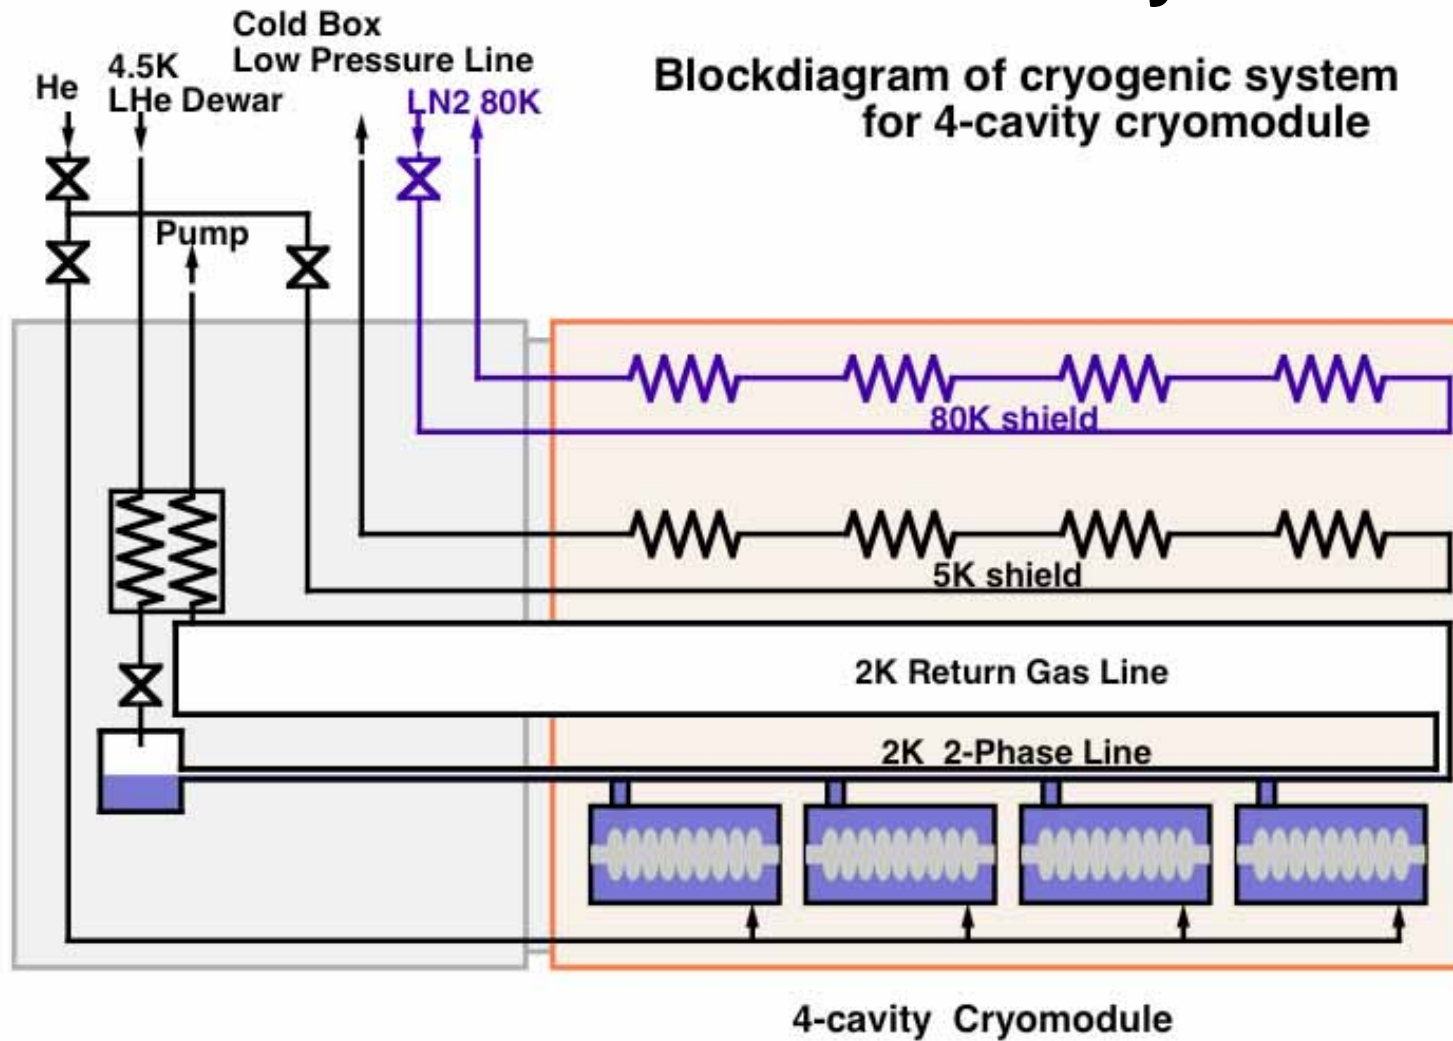 Cold Box
Low Pressure Line
He
4.5K
LHe Dewar
LN2 80K
Blockdiagram of cryogenic system
for 4-cavity cryomodule
Pump
80K shield
5K shield
2K Return Gas Line
2K 2-Phase Line
4-cavity Cryomodule